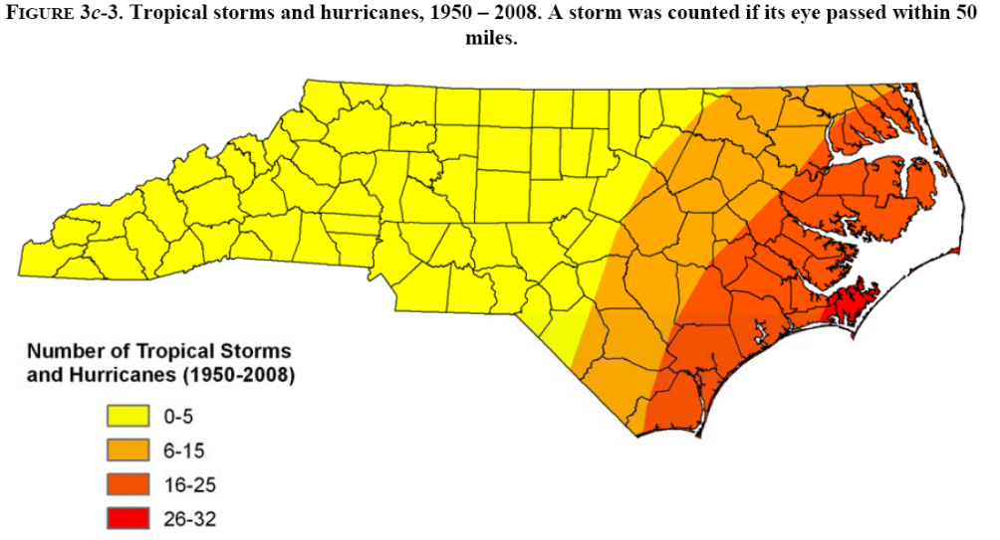 FIGURE 3c-3. Tropical storms and hurricanes, 1950 – 2008. A storm was counted if its eye passed within 50
miles.
Number of Tropical Storms
and Hurricanes (1950-2008)
0-5
6-15
16-25
26-32